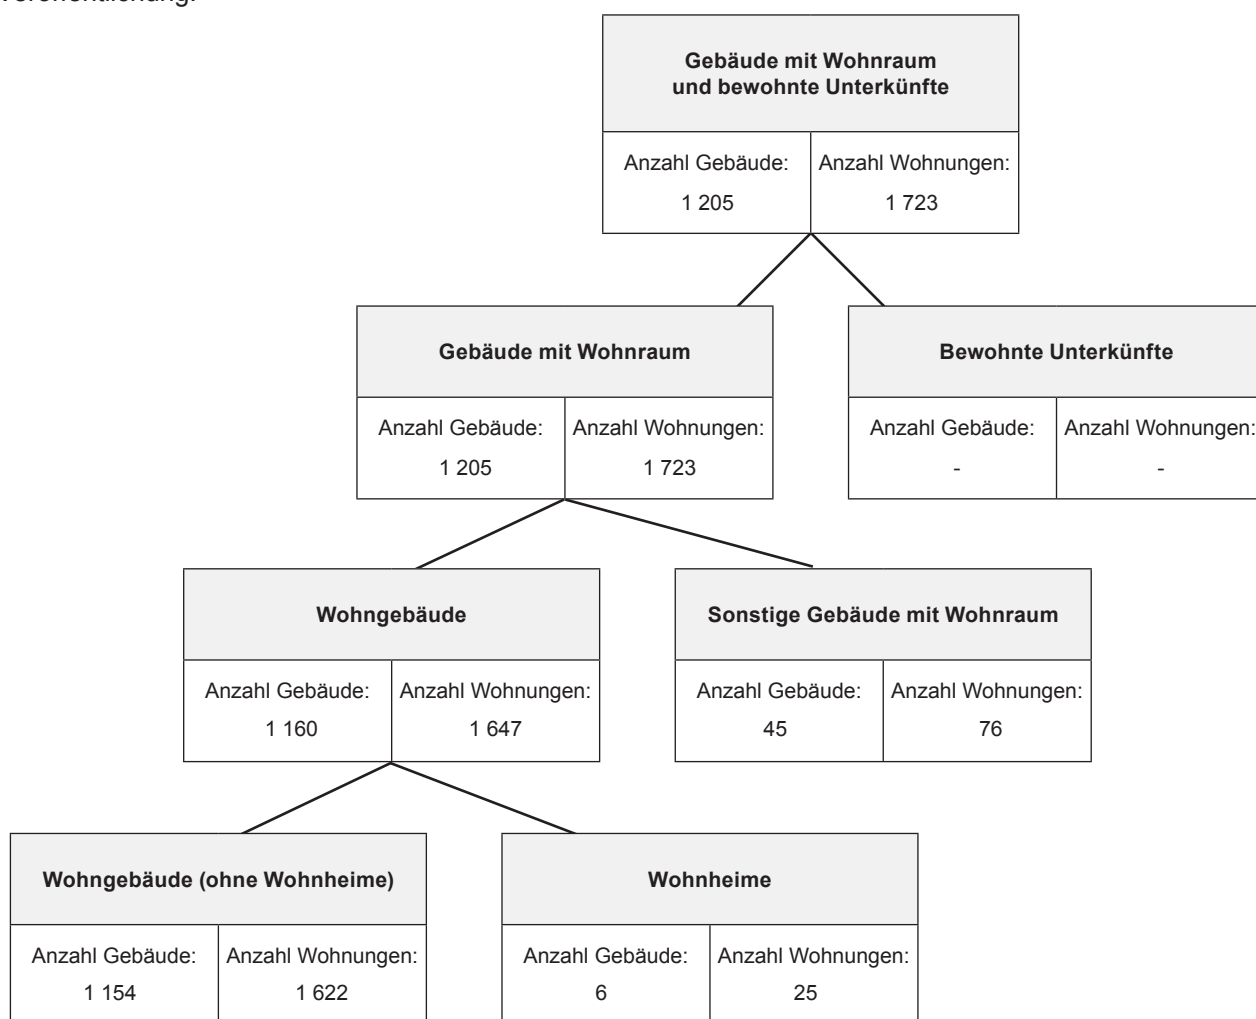 Veröffentlichung.
Gebäude mit Wohnraum
und bewohnte Unterkünfte
Anzahl Gebäude: Anzahl Wohnungen:
1 205 1 723
Gebäude mit Wohnraum Bewohnte Unterkünfte
Anzahl Gebäude: Anzahl Wohnungen: Anzahl Gebäude: Anzahl Wohnungen:
1 205 1 723 - -
Wohngebäude Sonstige Gebäude mit Wohnraum
Anzahl Gebäude: Anzahl Wohnungen: Anzahl Gebäude: Anzahl Wohnungen:
1 160 1 647 45 76
Wohngebäude (ohne Wohnheime) Wohnheime
Anzahl Gebäude: Anzahl Wohnungen: Anzahl Gebäude: Anzahl Wohnungen:
1 154 1 622 6 25